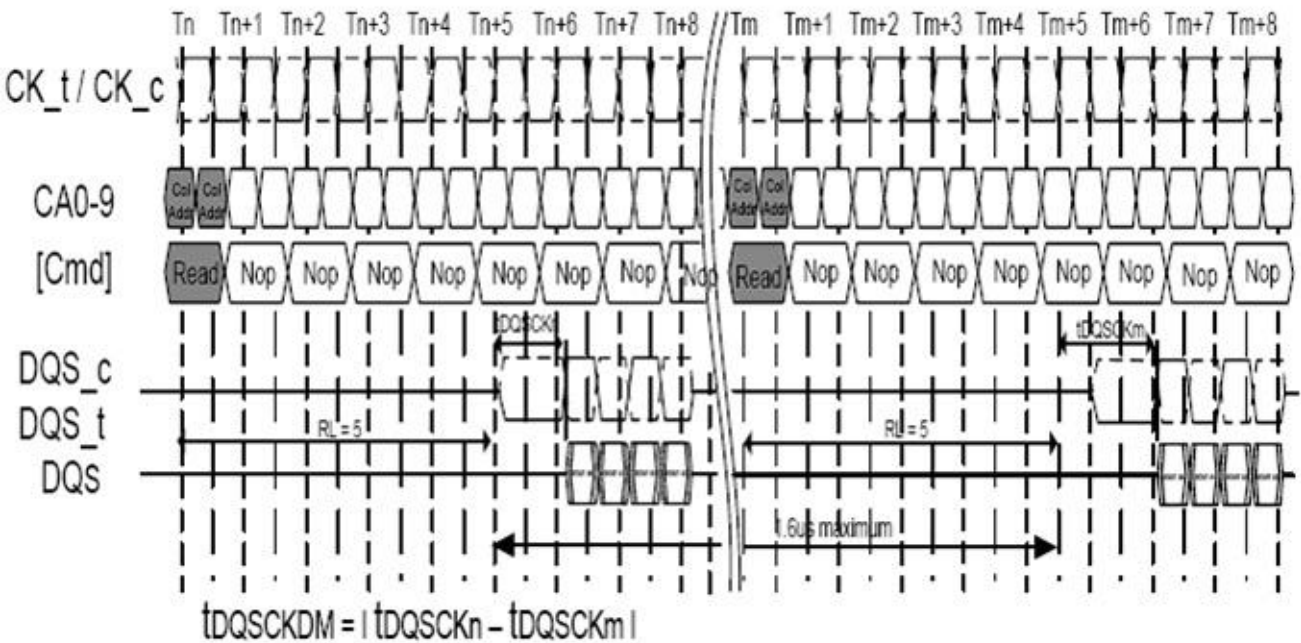 Tn Tn+1 Tn+2 Tn+3 Tn+4 Tn+5 Tn+6 Tn+7 Tn+8 Tm Tm+1 Tm+2 Tm+3 Tm+4 Tm+5 Tm+6 Tm+7 Tm+8
CK_t / CK_c
CA0-9 Col Addr Col Addr Col Addr Col Addr
[Cmd] Read Nop Nop Nop Nop Nop Nop Nop Nop Read Nop Nop Nop Nop Nop Nop Nop Nop
tDQSCKn tDQSCKm
DQS_c
DQS_t
RL = 5 RL = 5
DQS
1.6us maximum
tDQSCKDM = | tDQSCKn – tDQSCKm |